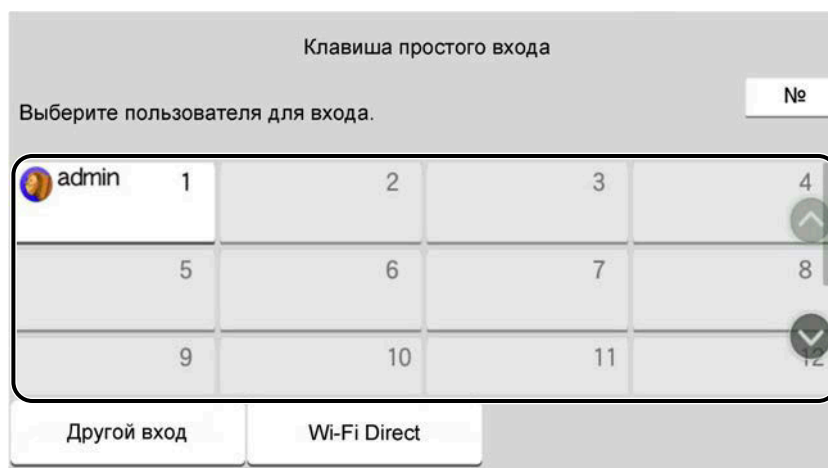 Клавиша простого входа
№
Выберите пользователя для входа.
admin 1 2 3 4
5 6 7 8
9 10 11 12
Другой вход Wi-Fi Direct